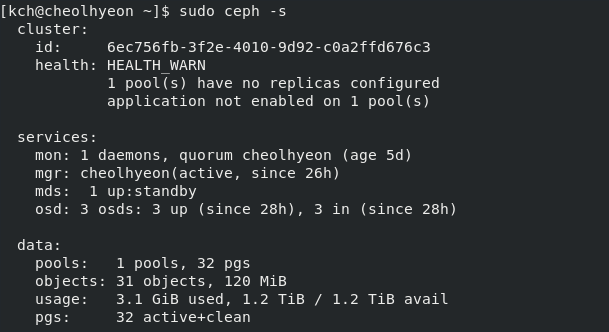 [kch@cheolhyeon ~]$ sudo ceph -s
  cluster:
    id:     6ec756fb-3f2e-4010-9d92-c0a2ffd676c3
    health: HEALTH_WARN
            1 pool(s) have no replicas configured
            application not enabled on 1 pool(s)

  services:
    mon: 1 daemons, quorum cheolhyeon (age 5d)
    mgr: cheolhyeon(active, since 26h)
    mds:  1 up:standby
    osd: 3 osds: 3 up (since 28h), 3 in (since 28h)

  data:
    pools:   1 pools, 32 pgs
    objects: 31 objects, 120 MiB
    usage:   3.1 GiB used, 1.2 TiB / 1.2 TiB avail
    pgs:     32 active+clean